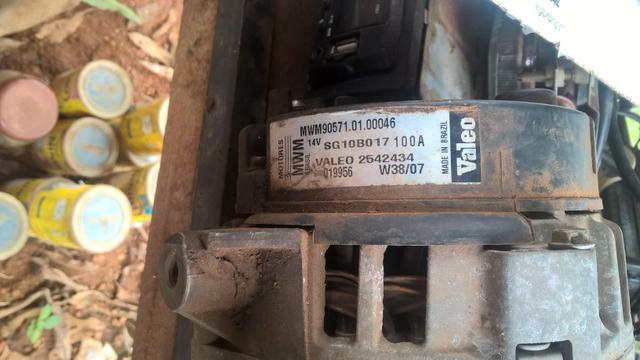 MWM90571.01.00046
MOTORES
MWM
14V SG10B017 100A
VALEO 2542434
019956 W38/07
MADE IN BRAZIL
Valeo